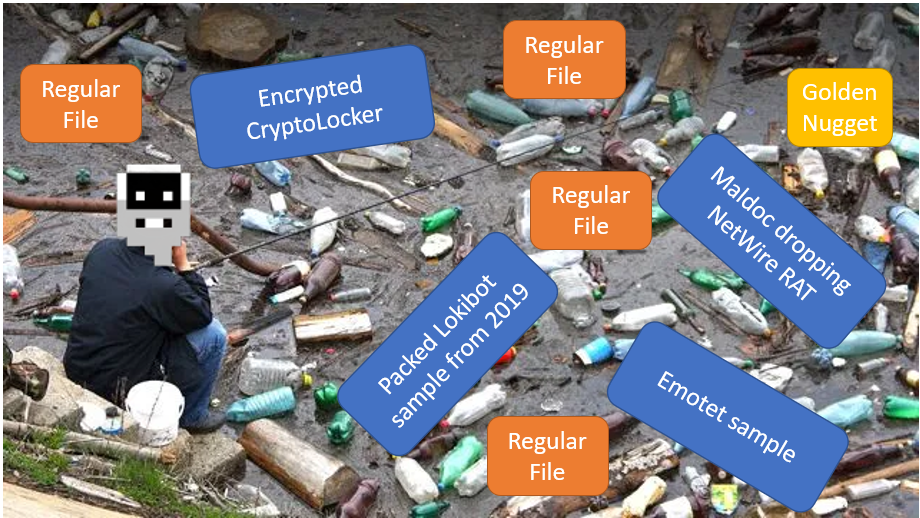 Regular
File
Encrypted
CryptoLocker
Regular
File
Golden
Nugget
Regular
File
Maldoc dropping
NetWire RAT
Packed Lokibot
sample from 2019
Emotet sample
Regular
File